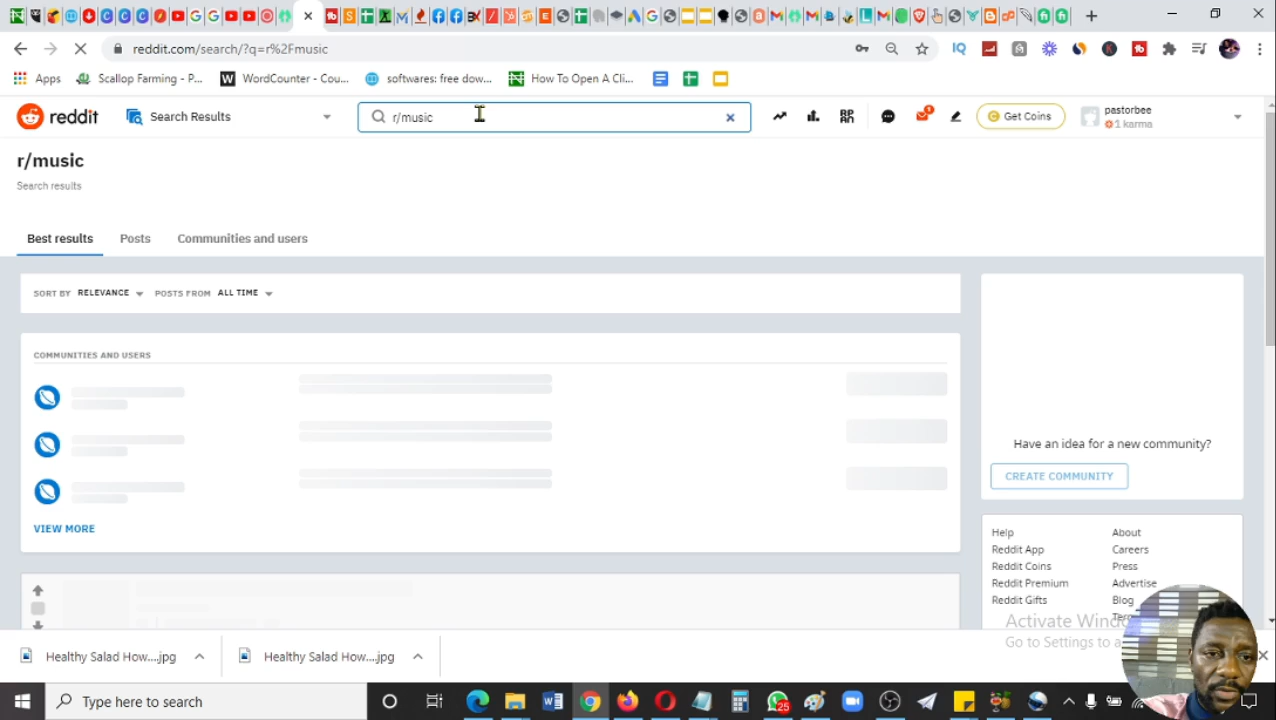 reddit.com/search/?q=r%2Fmusic
IQ
Apps
Scallop Farming - P...
WordCounter - Cou...
softwares: free dow...
How To Open A Cli...
reddit
Search Results
r/music
1
Get Coins
pastorbee
1 karma
r/music
Search results
Best results
Posts
Communities and users
SORT BY RELEVANCE POSTS FROM ALL TIME
COMMUNITIES AND USERS
VIEW MORE
Have an idea for a new community?
CREATE COMMUNITY
Help
About
Reddit App
Careers
Reddit Coins
Press
Reddit Premium
Advertise
Reddit Gifts
Blog
Activate Windo
Go to Settings to a
Healthy Salad How....jpg
Healthy Salad How....jpg
Type here to search
25